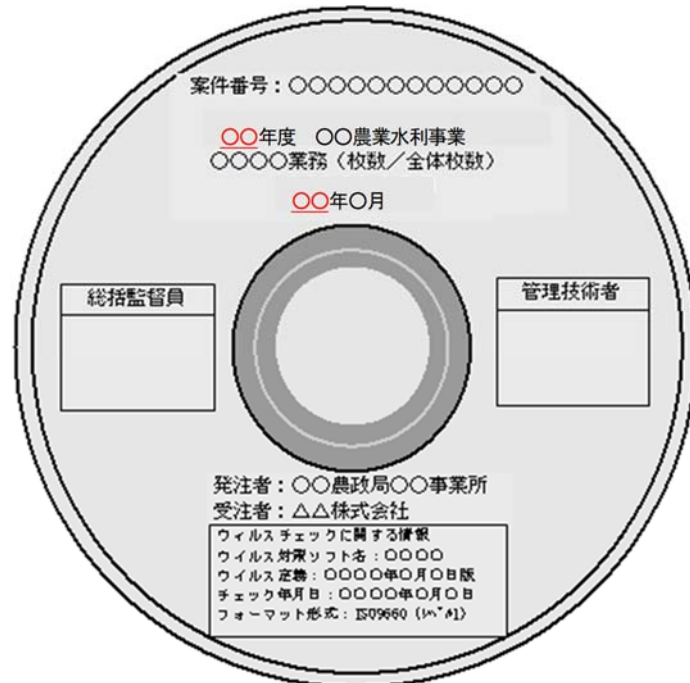 案件番号：○○○○○○○○○○○○
○○年度　○○農業水利事業
○○○○業務（枚数／全体枚数）
○○年○月
総括監督員
管理技術者
発注者：○○農政局○○事業所
受注者：△△株式会社
ウィルスチェックに関する情報
ウイルス対策ソフト名：○○○○
ウイルス定義：○○○○年○月○日版
チェック年月日：○○○○年○月○日
フォーマット形式：ISO9660（ﾚﾍﾞﾙ1）